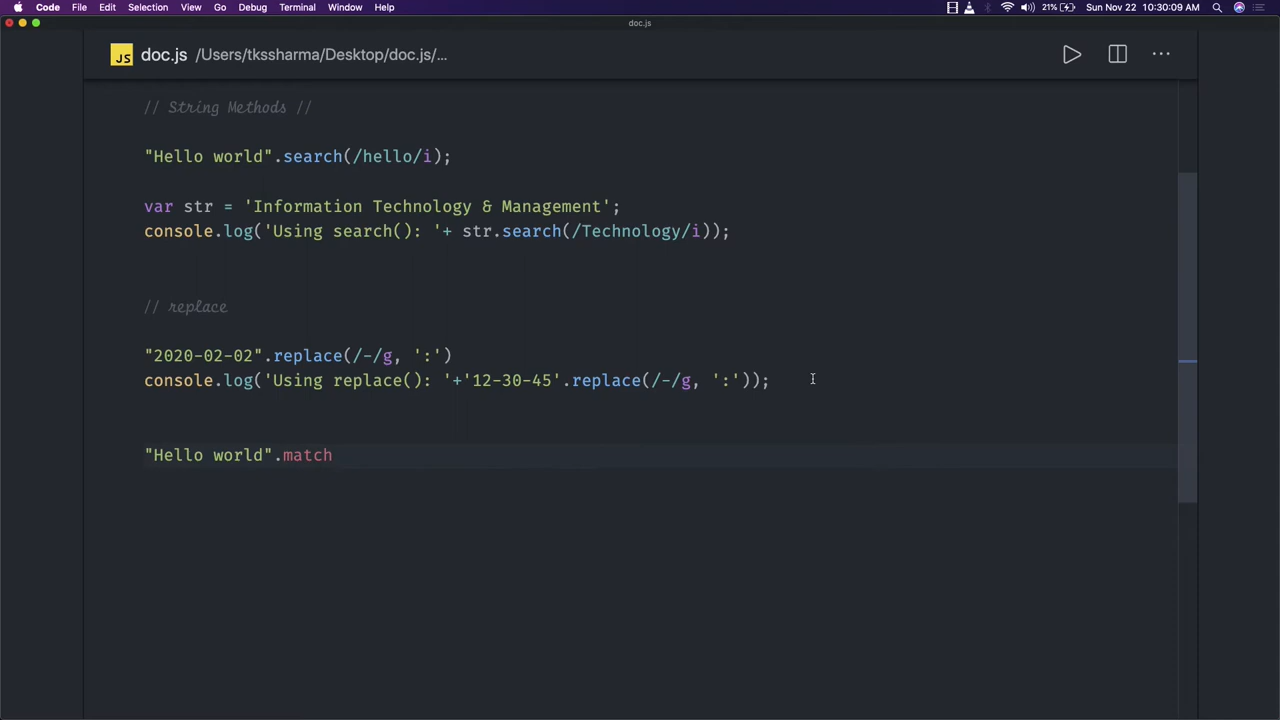 Code File Edit Selection View Go Debug Terminal Window Help 21% Sun Nov 22 10:30:09 AM
doc.js
JS doc.js /Users/tkssharma/Desktop/doc.js/...
// String Methods //
"Hello world".search(/hello/i);
var str = 'Information Technology & Management';
console.log('Using search(): '+ str.search(/Technology/i));
// replace
"2020-02-02".replace(/-/g, ':')
console.log('Using replace(): '+'12-30-45'.replace(/-/g, ':'));
"Hello world".match